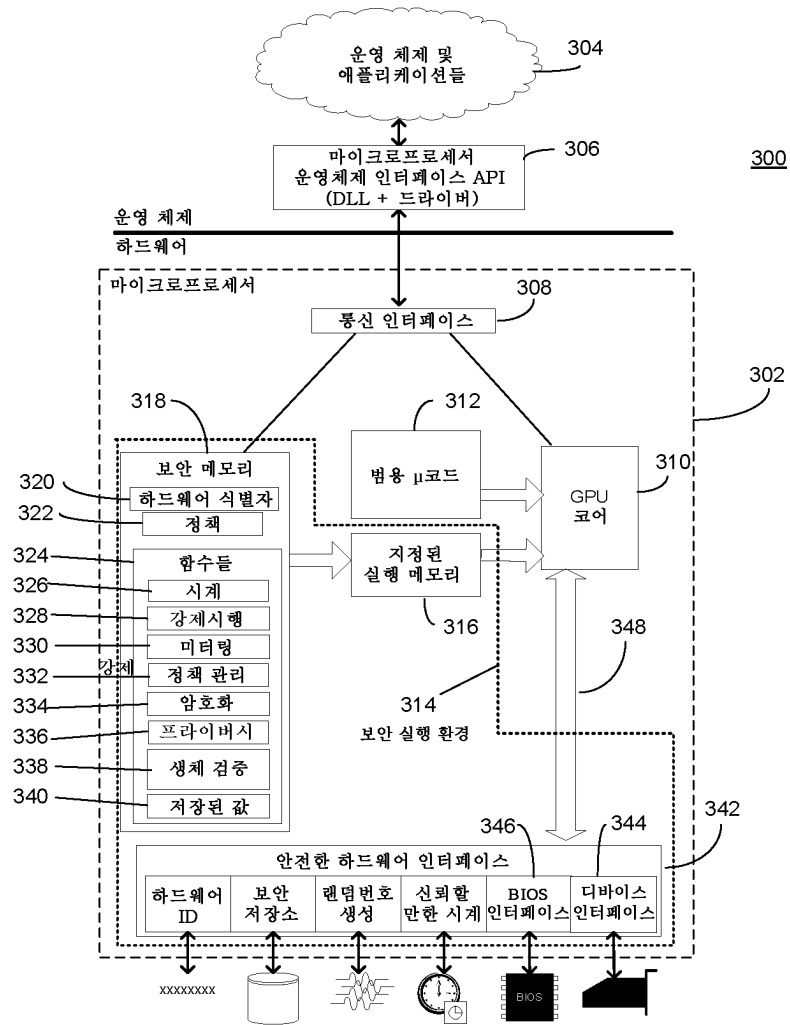 운영 체제 및
애플리케이션들
304
마이크로프로세서
운영체제 인터페이스 API
(DLL + 드라이버)
306
300
운영 체제
하드웨어
마이크로프로세서
통신 인터페이스
308
302
318
312
보안 메모리
범용 μ코드
GPU
코어
310
320
하드웨어 식별자
322
정책
324
함수들
지정된
실행 메모리
316
326
시계
328
강제시행
330
미터링
강제
332
정책 관리
334
암호화
336
프라이버시
338
생체 검증
340
저장된 값
314
보안 실행 환경
348
346
344
342
안전한 하드웨어 인터페이스
하드웨어
ID
보안
저장소
랜덤번호
생성
신뢰할
만한 시계
BIOS
인터페이스
디바이스
인터페이스
xxxxxxxx
BIOS